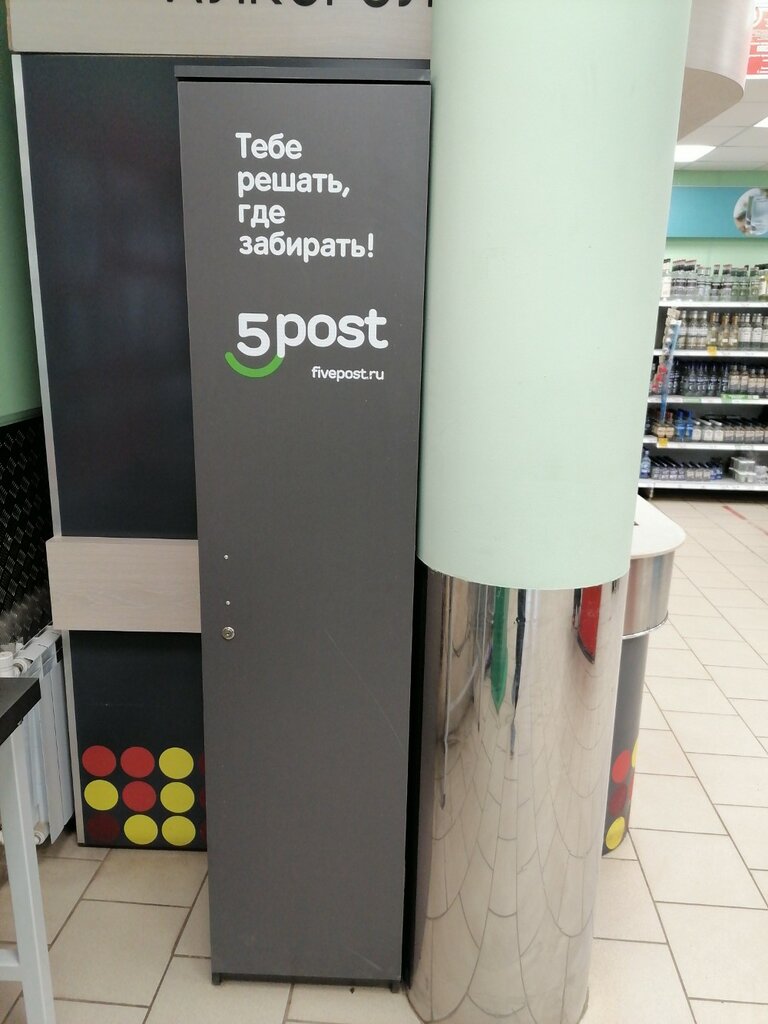 Тебе
решать,
где
забирать!
5post
fivepost.ru